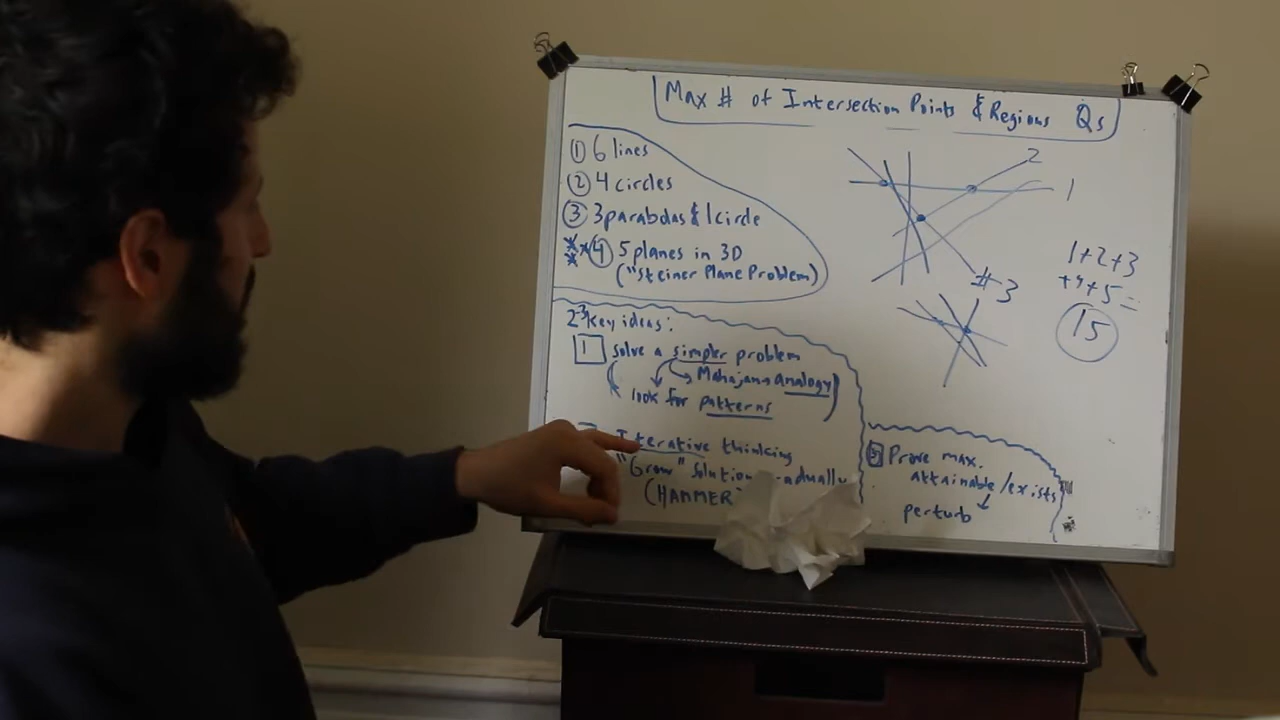 Max # of Intersection Points & Regions Qs
① 6 lines
② 4 circles
③ 3 parabolas & 1 circle
④ 5 planes in 3D
("Steiner Plane Problem)
2
1
#3
1+2+3
+4+5=
15
2 3 Key ideas:
1 Solve a simpler problem
analogy
look for patterns
Iterative thinking
"Grow" Solution
(HAMMER
3 Prove max.
attainable/exists
perturb